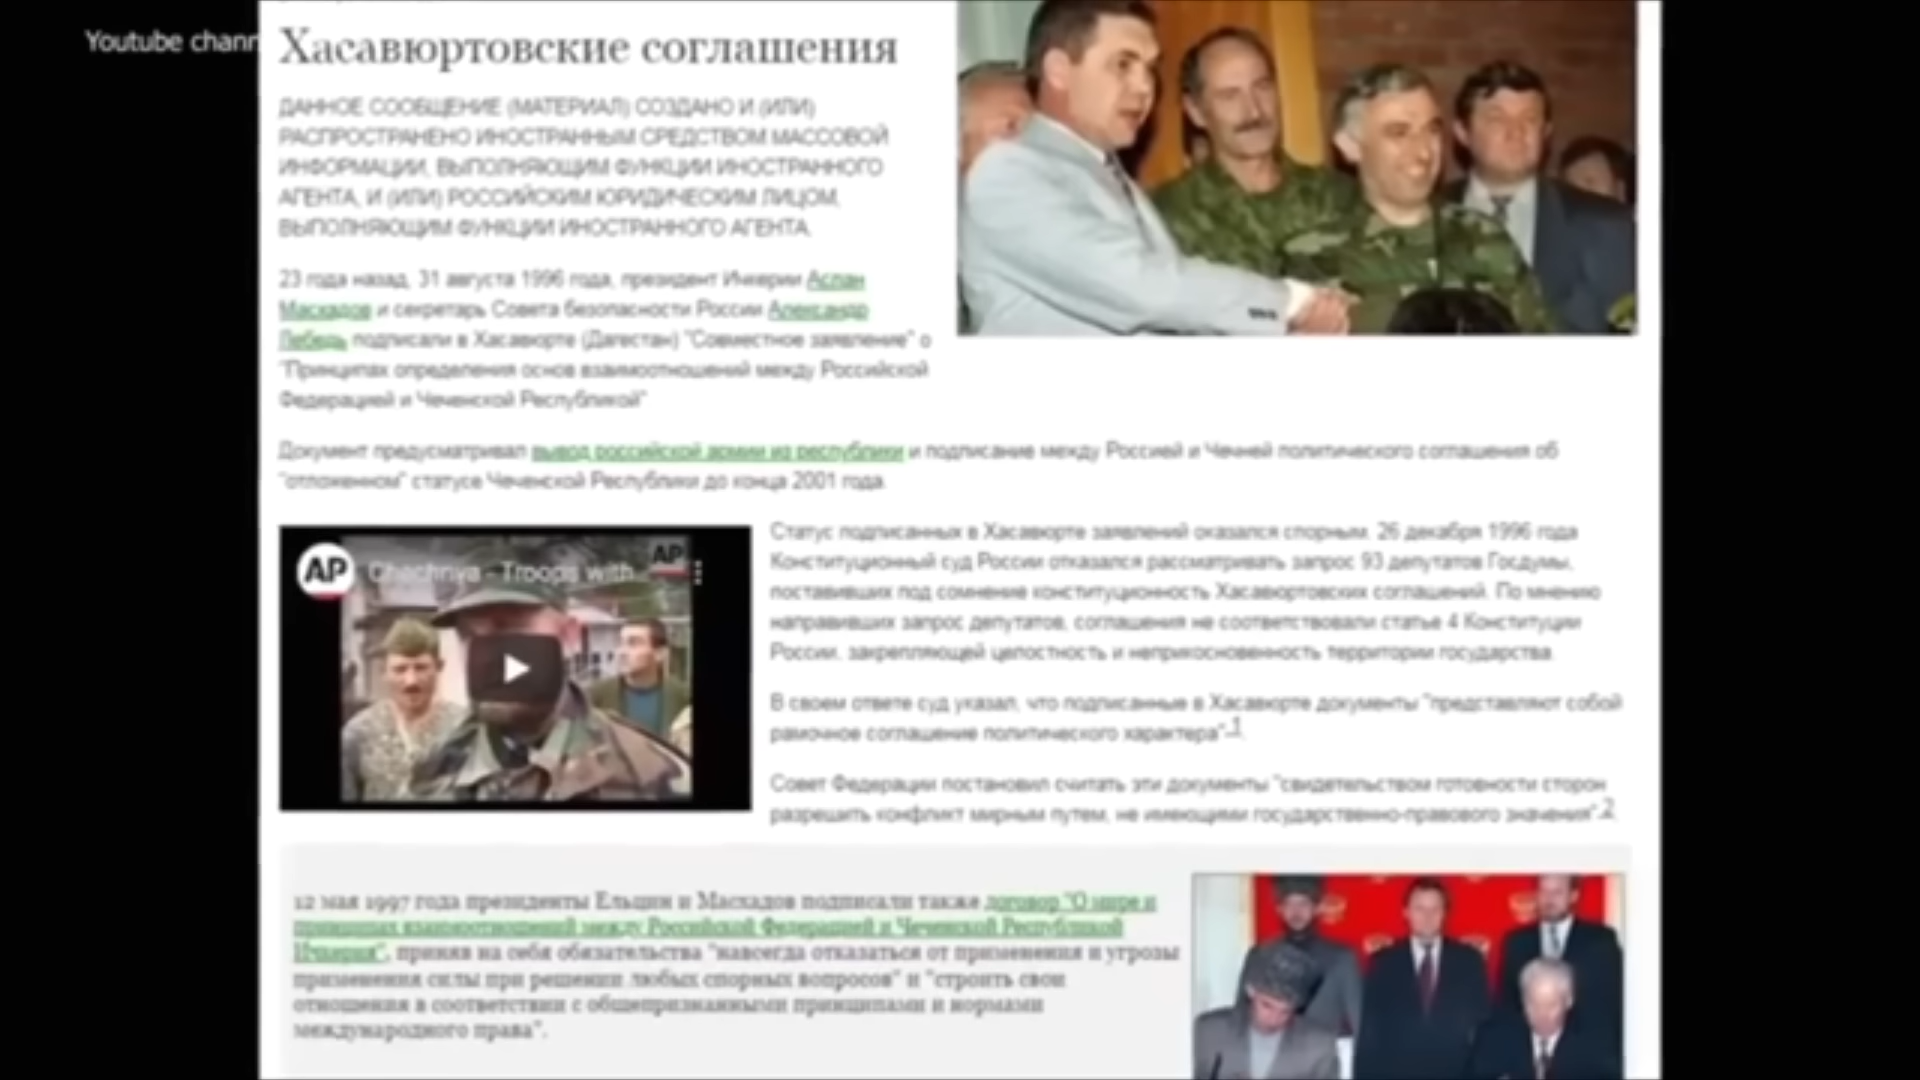 Youtube chann
Хасавюртовские соглашения
ДАННОЕ СООБЩЕНИЕ (МАТЕРИАЛ) СОЗДАНО И (ИЛИ)
РАСПРОСТРАНЕНО ИНОСТРАННЫМ СРЕДСТВОМ МАССОВОЙ
ИНФОРМАЦИИ, ВЫПОЛНЯЮЩИМ ФУНКЦИИ ИНОСТРАННОГО
АГЕНТА, И (ИЛИ) РОССИЙСКИМ ЮРИДИЧЕСКИМ ЛИЦОМ,
ВЫПОЛНЯЮЩИМ ФУНКЦИИ ИНОСТРАННОГО АГЕНТА.
23 года назад, 31 августа 1996 года, президент Ичкерии Аслан
Масхадов и секретарь Совета безопасности России Александр
Лебедь подписали в Хасавюрте (Дагестан) "Совместное заявление" о
"Принципах определения основ взаимоотношений между Российской
Федерацией и Чеченской Республикой"
Документ предусматривал вывод российской армии из республики и подписание между Россией и Чечнёй политического соглашения об
"отложенном" статусе Чеченской Республики до конца 2001 года.
AP Chechnya - Troops with... AP
Статус подписанных в Хасавюрте заявлений оказался спорным. 26 декабря 1996 года
Конституционный суд России отказался рассматривать запрос 93 депутатов Госдумы,
поставивших под сомнение конституционность Хасавюртовских соглашений. По мнению
направивших запрос депутатов, соглашения не соответствовали статье 4 Конституции
России, закрепляющей целостность и неприкосновенность территории государства.
В своем ответе суд указал, что подписанные в Хасавюрте документы "представляют собой
рамочное соглашение политического характера".1
Совет Федерации постановил считать эти документы "свидетельством готовности сторон
разрешить конфликт мирным путем, не имеющими государственно-правового значения".2
12 мая 1997 года президенты Ельцин и Масхадов подписали также договор "О мире и
принципах взаимоотношений между Российской Федерацией и Чеченской Республикой
Ичкерия", приняв на себя обязательства "навсегда отказаться от применения и угрозы
применения силы при решении любых спорных вопросов" и "строить свои
отношения в соответствии с общепризнанными принципами и нормами
международного права".